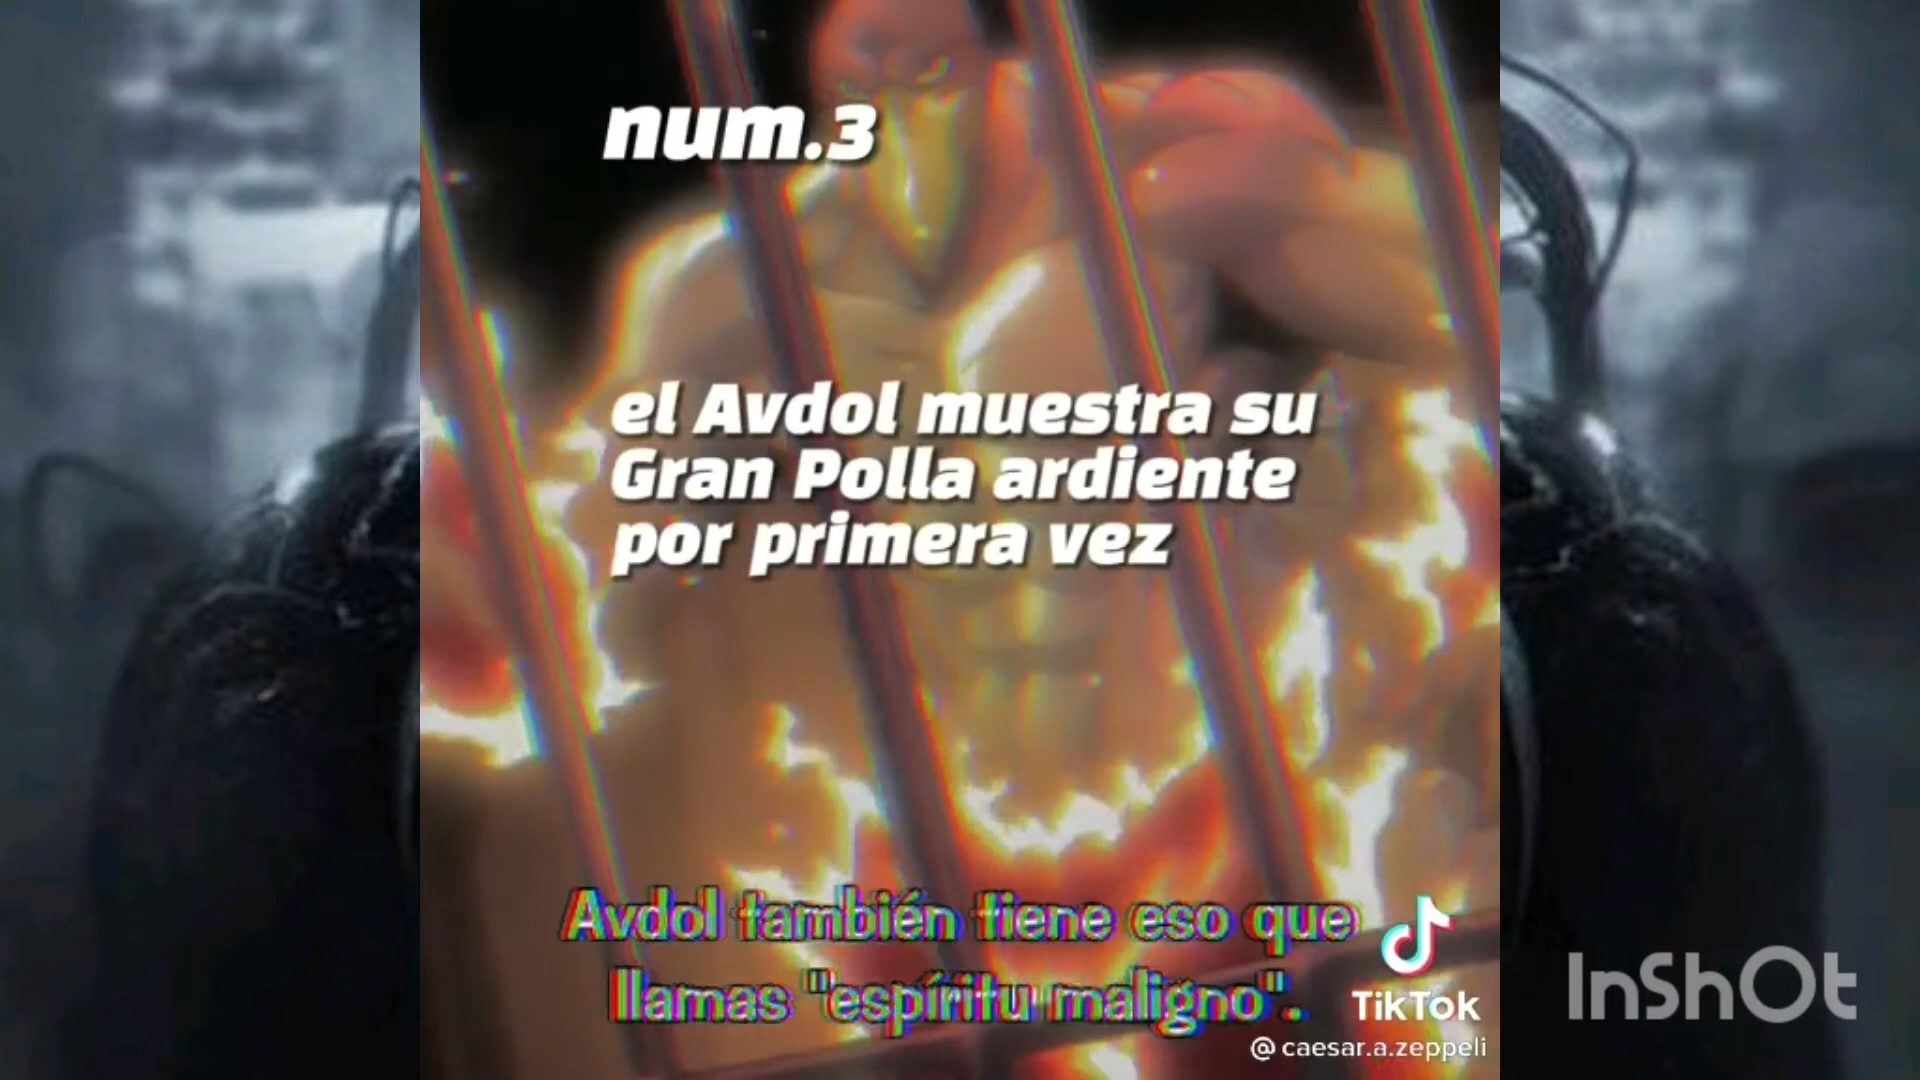 num.3
el Avdol muestra su
Gran Polla ardiente
por primera vez
Avdol también tiene eso que
llamas "espíritu maligno".
TikTok
@caesar.a.zeppeli
InShOt